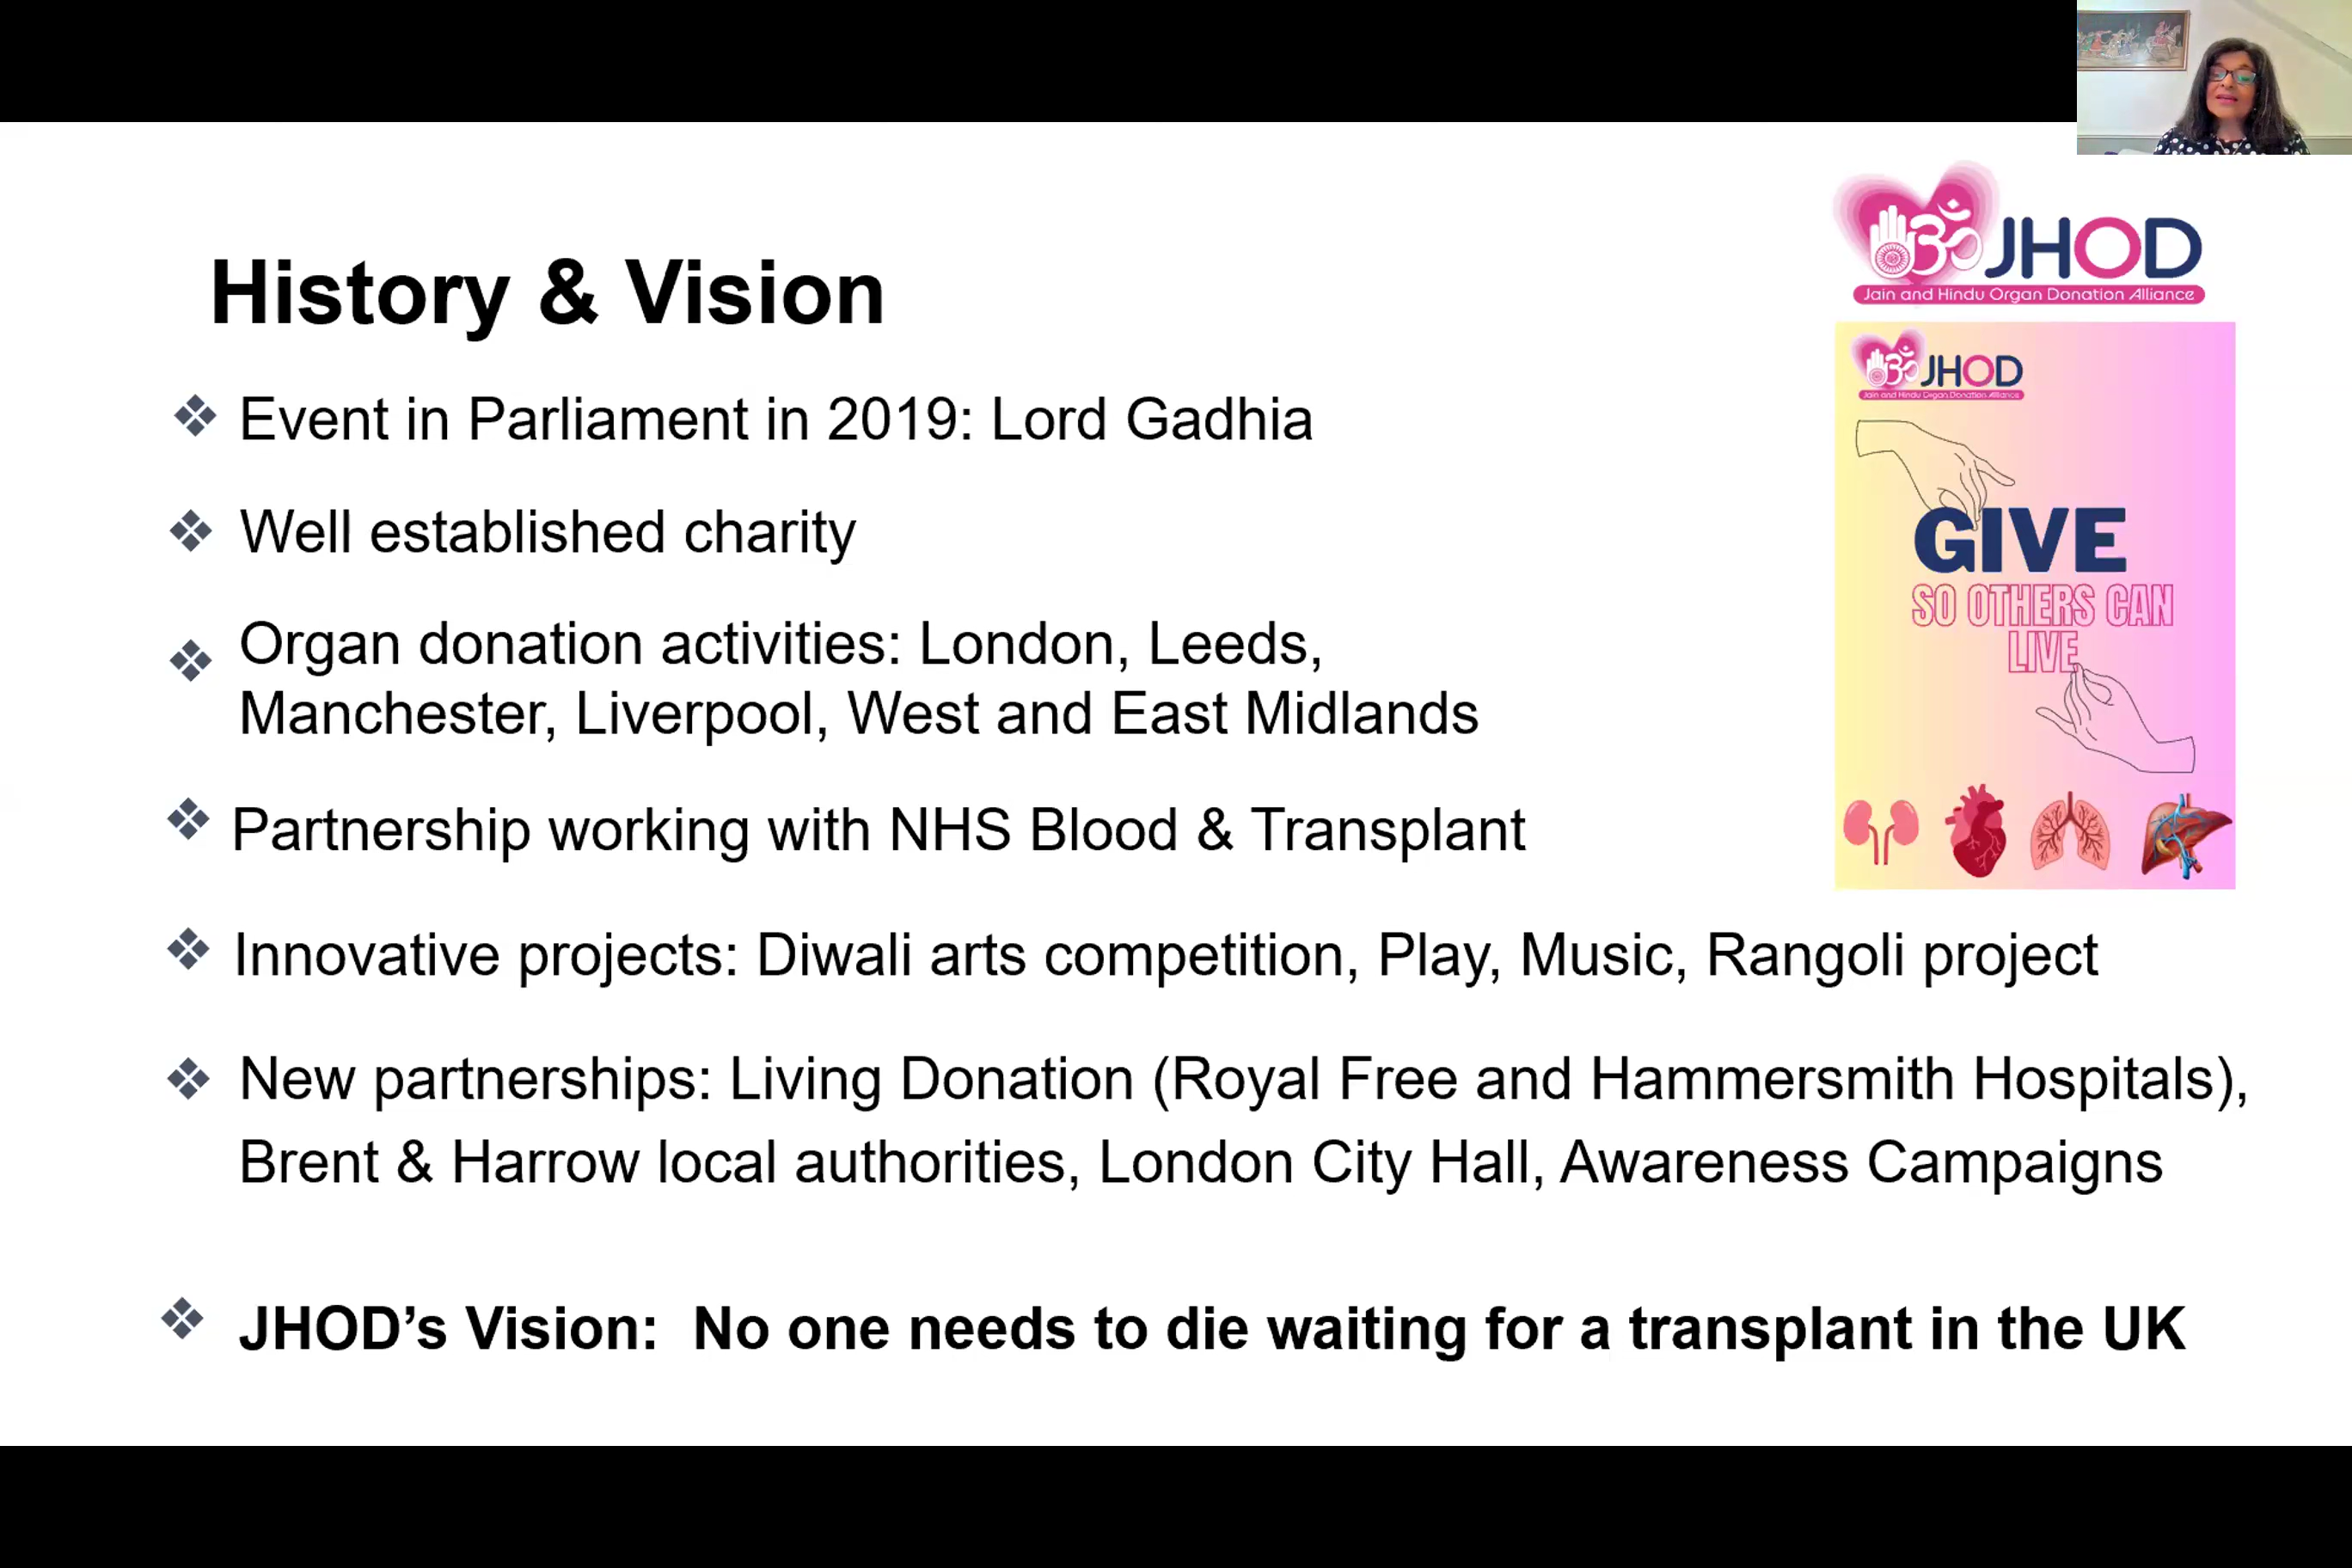 JHOD
Jain and Hindu Organ Donation Alliance
History & Vision
Event in Parliament in 2019: Lord Gadhia
Well established charity
Organ donation activities: London, Leeds,
Manchester, Liverpool, West and East Midlands
Partnership working with NHS Blood & Transplant
Innovative projects: Diwali arts competition, Play, Music, Rangoli project
New partnerships: Living Donation (Royal Free and Hammersmith Hospitals),
Brent & Harrow local authorities, London City Hall, Awareness Campaigns
JHOD’s Vision: No one needs to die waiting for a transplant in the UK
ॐ JHOD
Jain and Hindu Organ Donation Alliance
GIVE
SO OTHERS CAN
LIVE